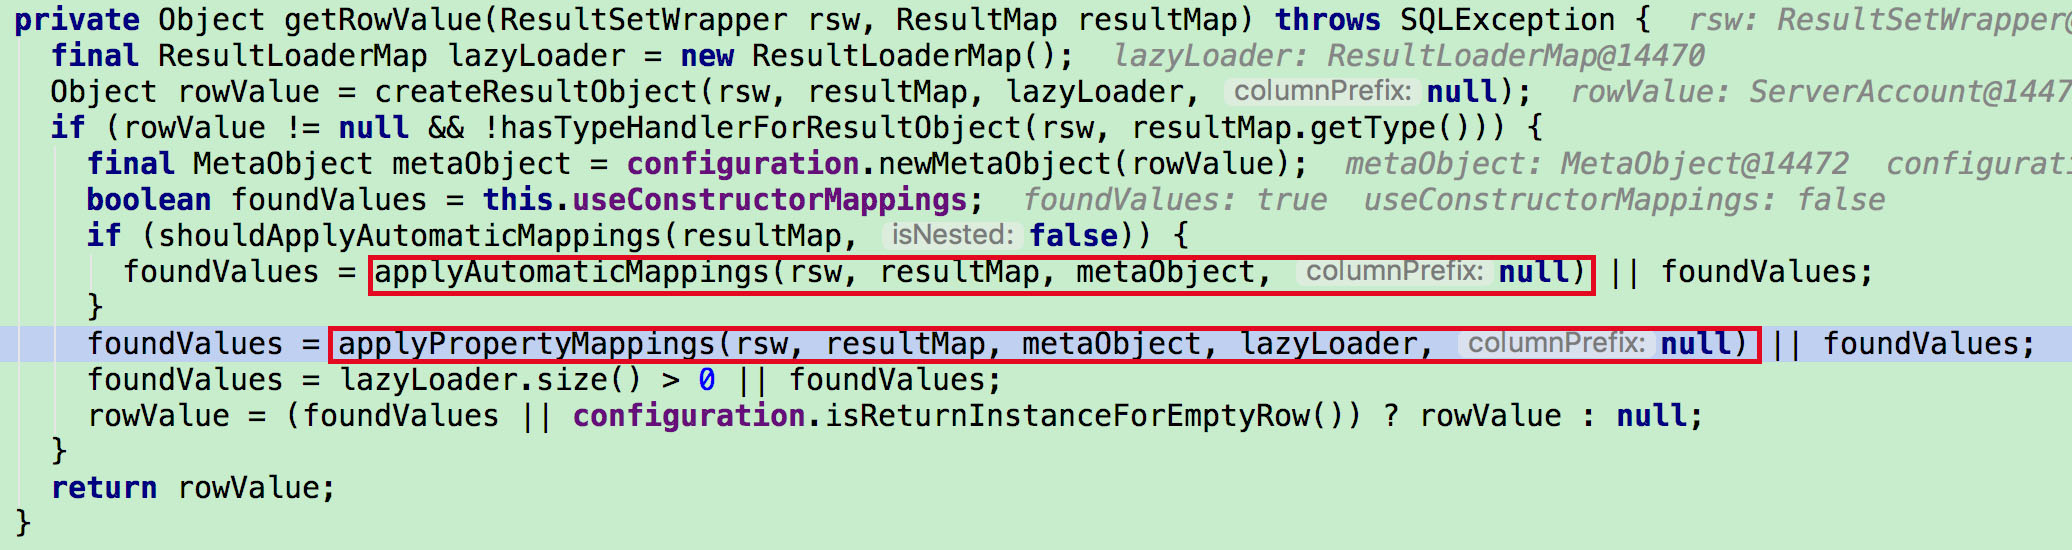 private Object getRowValue(ResultSetWrapper rsw, ResultMap resultMap) throws SQLException {  rsw: ResultSetWrapper@
final ResultLoaderMap lazyLoader = new ResultLoaderMap();  lazyLoader: ResultLoaderMap@14470
Object rowValue = createResultObject(rsw, resultMap, lazyLoader, columnPrefix: null);  rowValue: ServerAccount@1447
if (rowValue != null && !hasTypeHandlerForResultObject(rsw, resultMap.getType())) {
final MetaObject metaObject = configuration.newMetaObject(rowValue);  metaObject: MetaObject@14472  configurati
boolean foundValues = this.useConstructorMappings;  foundValues: true  useConstructorMappings: false
if (shouldApplyAutomaticMappings(resultMap, isNested: false)) {
foundValues = applyAutomaticMappings(rsw, resultMap, metaObject, columnPrefix: null) || foundValues;
}
foundValues = applyPropertyMappings(rsw, resultMap, metaObject, lazyLoader, columnPrefix: null) || foundValues;
foundValues = lazyLoader.size() > 0 || foundValues;
rowValue = (foundValues || configuration.isReturnInstanceForEmptyRow()) ? rowValue : null;
}
return rowValue;
}